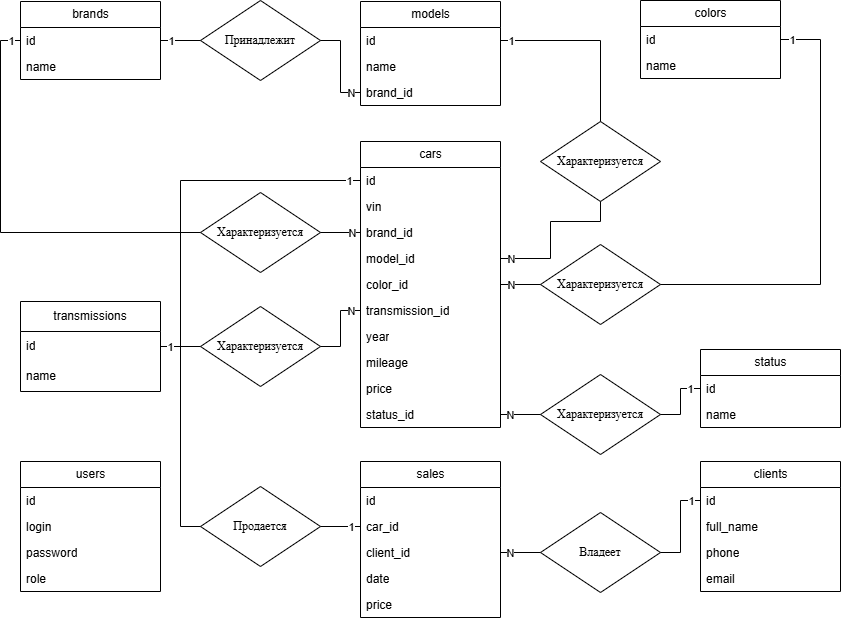 brands
1
id
1
name
Принадлежит
models
id
1
name
N
brand_id
colors
id
1
name
Характеризуется
cars
1
id
vin
Характеризуется
N
brand_id
model_id
N
color_id
N
Характеризуется
transmissions
id
1
name
Характеризуется
N
transmission_id
year
mileage
price
status_id
N
Характеризуется
status
1
id
name
users
id
login
password
role
Продается
sales
id
1
car_id
client_id
N
date
price
Владеет
clients
1
id
full_name
phone
email